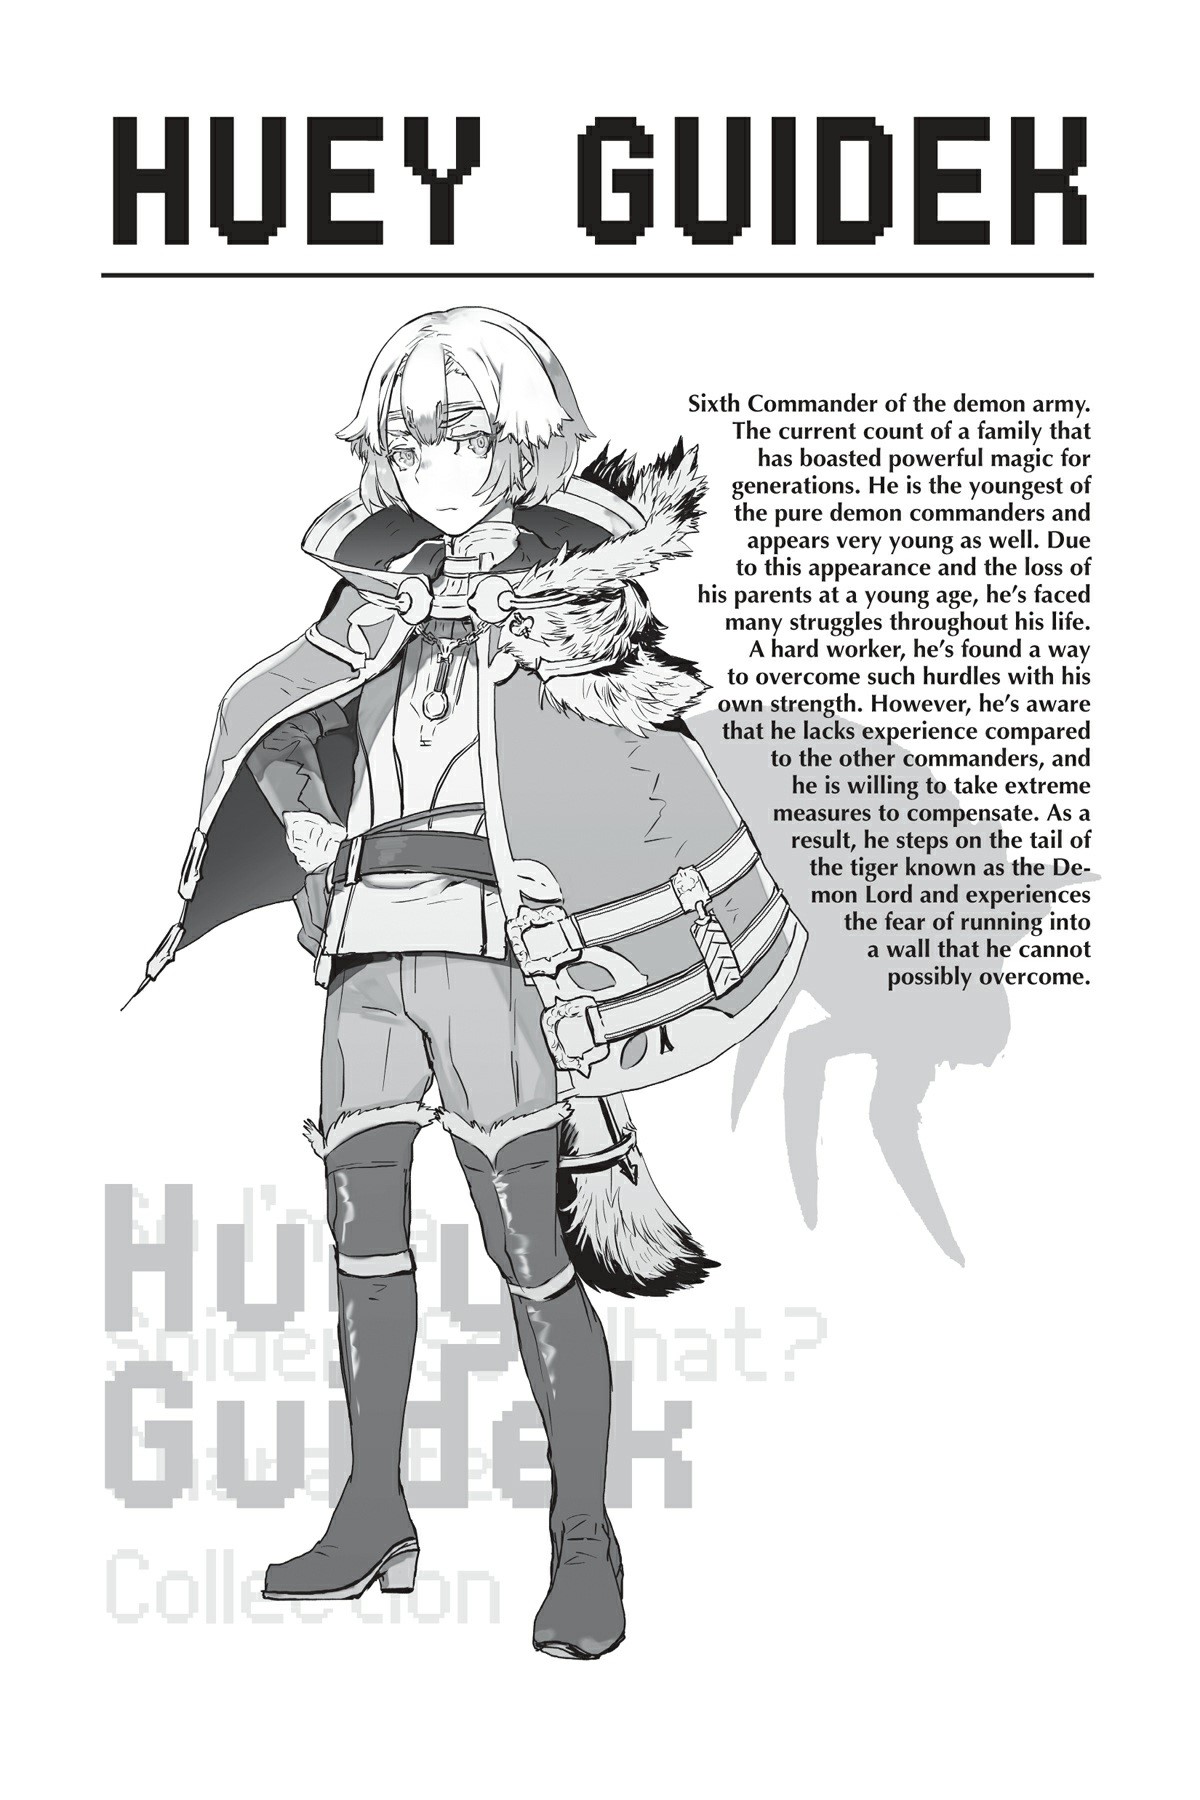 HUEY GUIDEK
Sixth Commander of the demon army.
The current count of a family that
has boasted powerful magic for
generations. He is the youngest of
the pure demon commanders and
appears very young as well. Due
to this appearance and the loss of
his parents at a young age, he's faced
many struggles throughout his life.
A hard worker, he's found a way
to overcome such hurdles with his
own strength. However, he's aware
that he lacks experience compared
to the other commanders, and
he is willing to take extreme
measures to compensate. As a
result, he steps on the tail of
the tiger known as the De-
mon Lord and experiences
the fear of running into
a wall that he cannot
possibly overcome.
I'm a
Huey
What?
Guidek
Collection